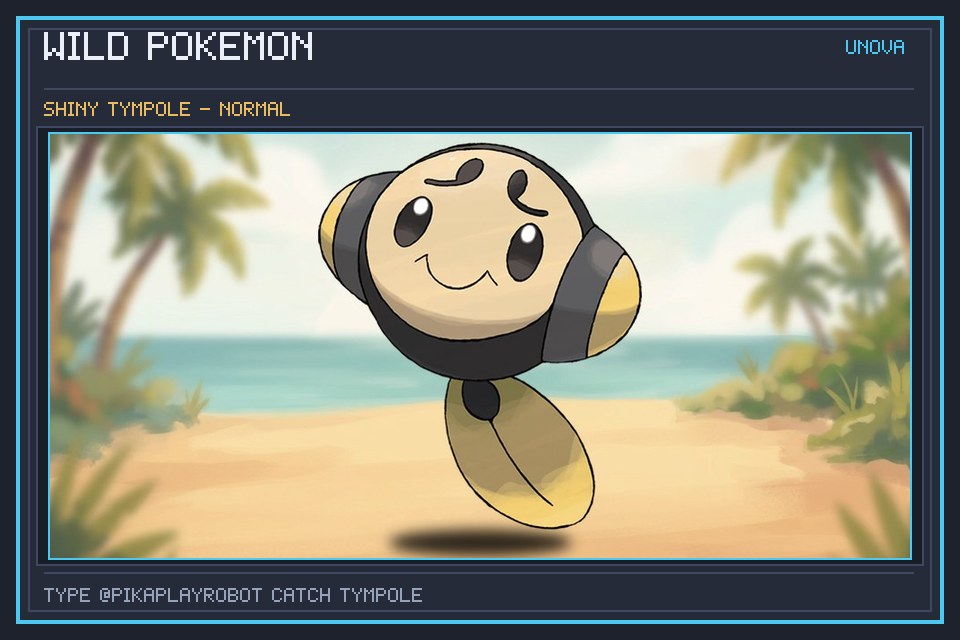 WILD POKEMON
UNOVA
SHINY TYMPOLE - NORMAL
TYPE @PIKAPLAYROBOT CATCH TYMPOLE